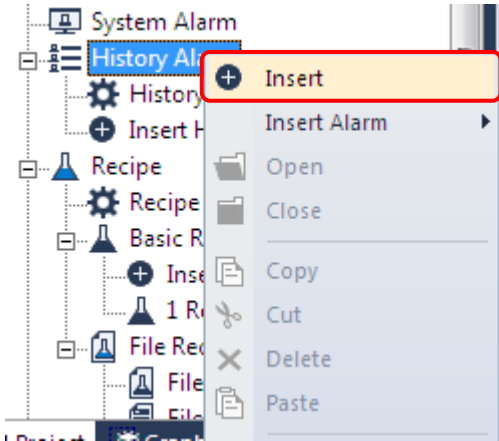 System Alarm
History Al
Insert
History
Insert Alarm
Insert H
Recipe
Open
Recipe
Close
Basic R
Inse
Copy
1 Re
Cut
File Rec
Delete
File
Paste
File
Project
Graph